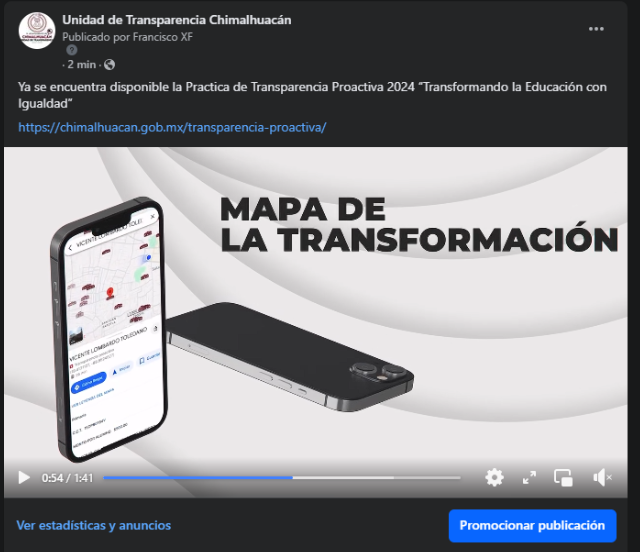 Unidad de Transparencia Chimalhuacán
Publicado por Francisco XF
· 2 min ·
Ya se encuentra disponible la Practica de Transparencia Proactiva 2024 “Transformando la Educación con
Igualdad”
https://chimalhuacan.gob.mx/transparencia-proactiva/
MAPA DE
LA TRANSFORMACIÓN
VICENTE LOMBARDO TOLEDANO
0:54 / 1:41
Ver estadísticas y anuncios
Promocionar publicación